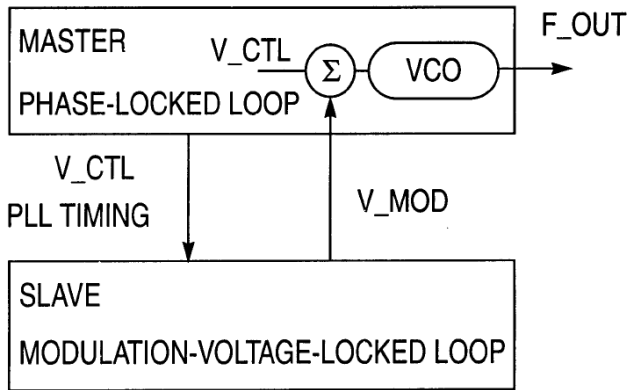 MASTER
PHASE-LOCKED LOOP
V_CTL
Σ
VCO
F_OUT
V_CTL
PLL TIMING
V_MOD
SLAVE
MODULATION-VOLTAGE-LOCKED LOOP